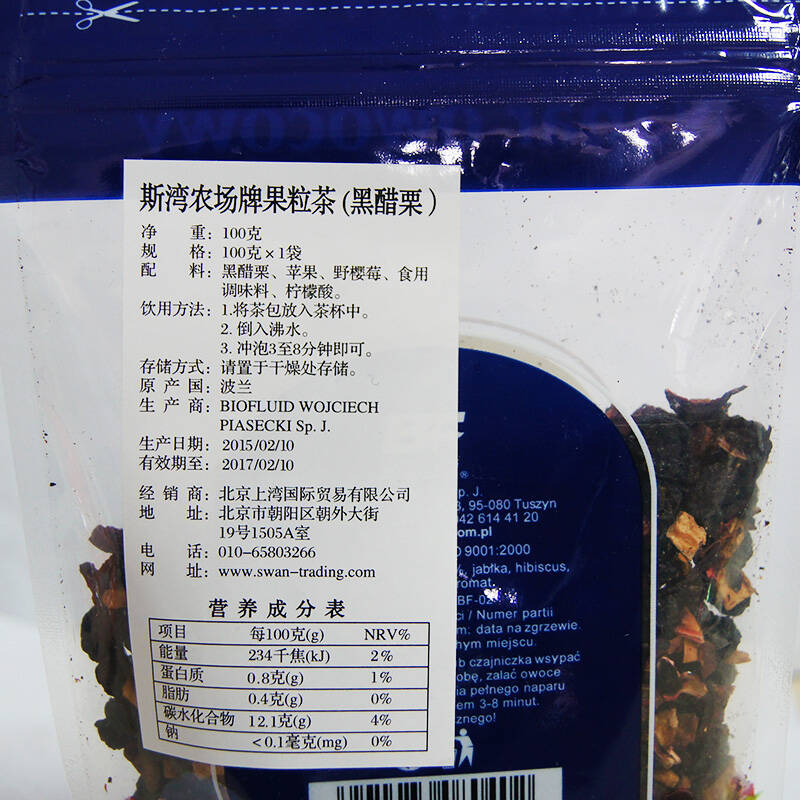 斯湾农场牌果粒茶 (黑醋栗 )
净 重: 100克
规 格: 100克×1袋
配 料: 黑醋栗、苹果、野樱莓、食用
调味料、柠檬酸。
饮用方法: 1.将茶包放入茶杯中。
2. 倒入沸水。
3. 冲泡3至8分钟即可。
存储方式: 请置于干燥处存储。
原 产 国: 波兰
生 产 商: BIOFLUID WOJCIECH
PIASECKI Sp. J.
生产日期: 2015/02/10
有效期至: 2017/02/10
经 销 商: 北京上湾国际贸易有限公司
地 址: 北京市朝阳区朝外大街
19号1505A室
电 话: 010-65803266
网 址: www.swan-trading.com
营 养 成 分 表
项目 每100克(g) NRV%
能量 234千焦(kJ) 2%
蛋白质 0.8克(g) 1%
脂肪 0.4克(g) 0%
碳水化合物 12.1克(g) 4%
钠 <0.1毫克(mg) 0%
®
p. J.
95-080 Tuszyn
042 614 41 20
om.pl
9001:2000
jabłka, hibiscus,
BF-02
/ Numer partii
data na zgrzewie.
miejscu.
czajniczka wsypać
zalać owoce
pełnego naparu
3-8 minut.